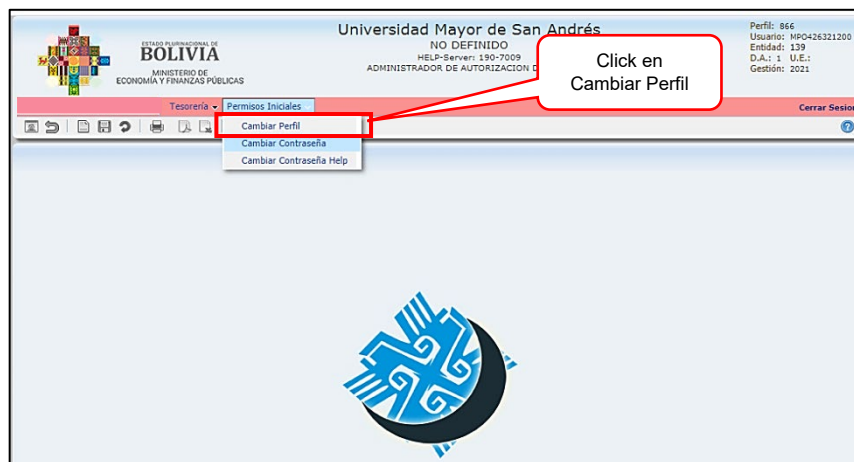 ESTADO PLURINACIONAL DE
BOLIVIA
MINISTERIO DE
ECONOMÍA Y FINANZAS PÚBLICAS
Universidad Mayor de San Andrés
NO DEFINIDO
HELP-Server: 190-7009
ADMINISTRADOR DE AUTORIZACION D
Click en
Cambiar Perfil
Perfil: 866
Usuario: MPO426321200
Entidad: 139
D.A.: 1 U.E.:
Gestión: 2021
Tesorería Permisos Iniciales
Cerrar Sesion
Cambiar Perfil
Cambiar Contraseña
Cambiar Contraseña Help